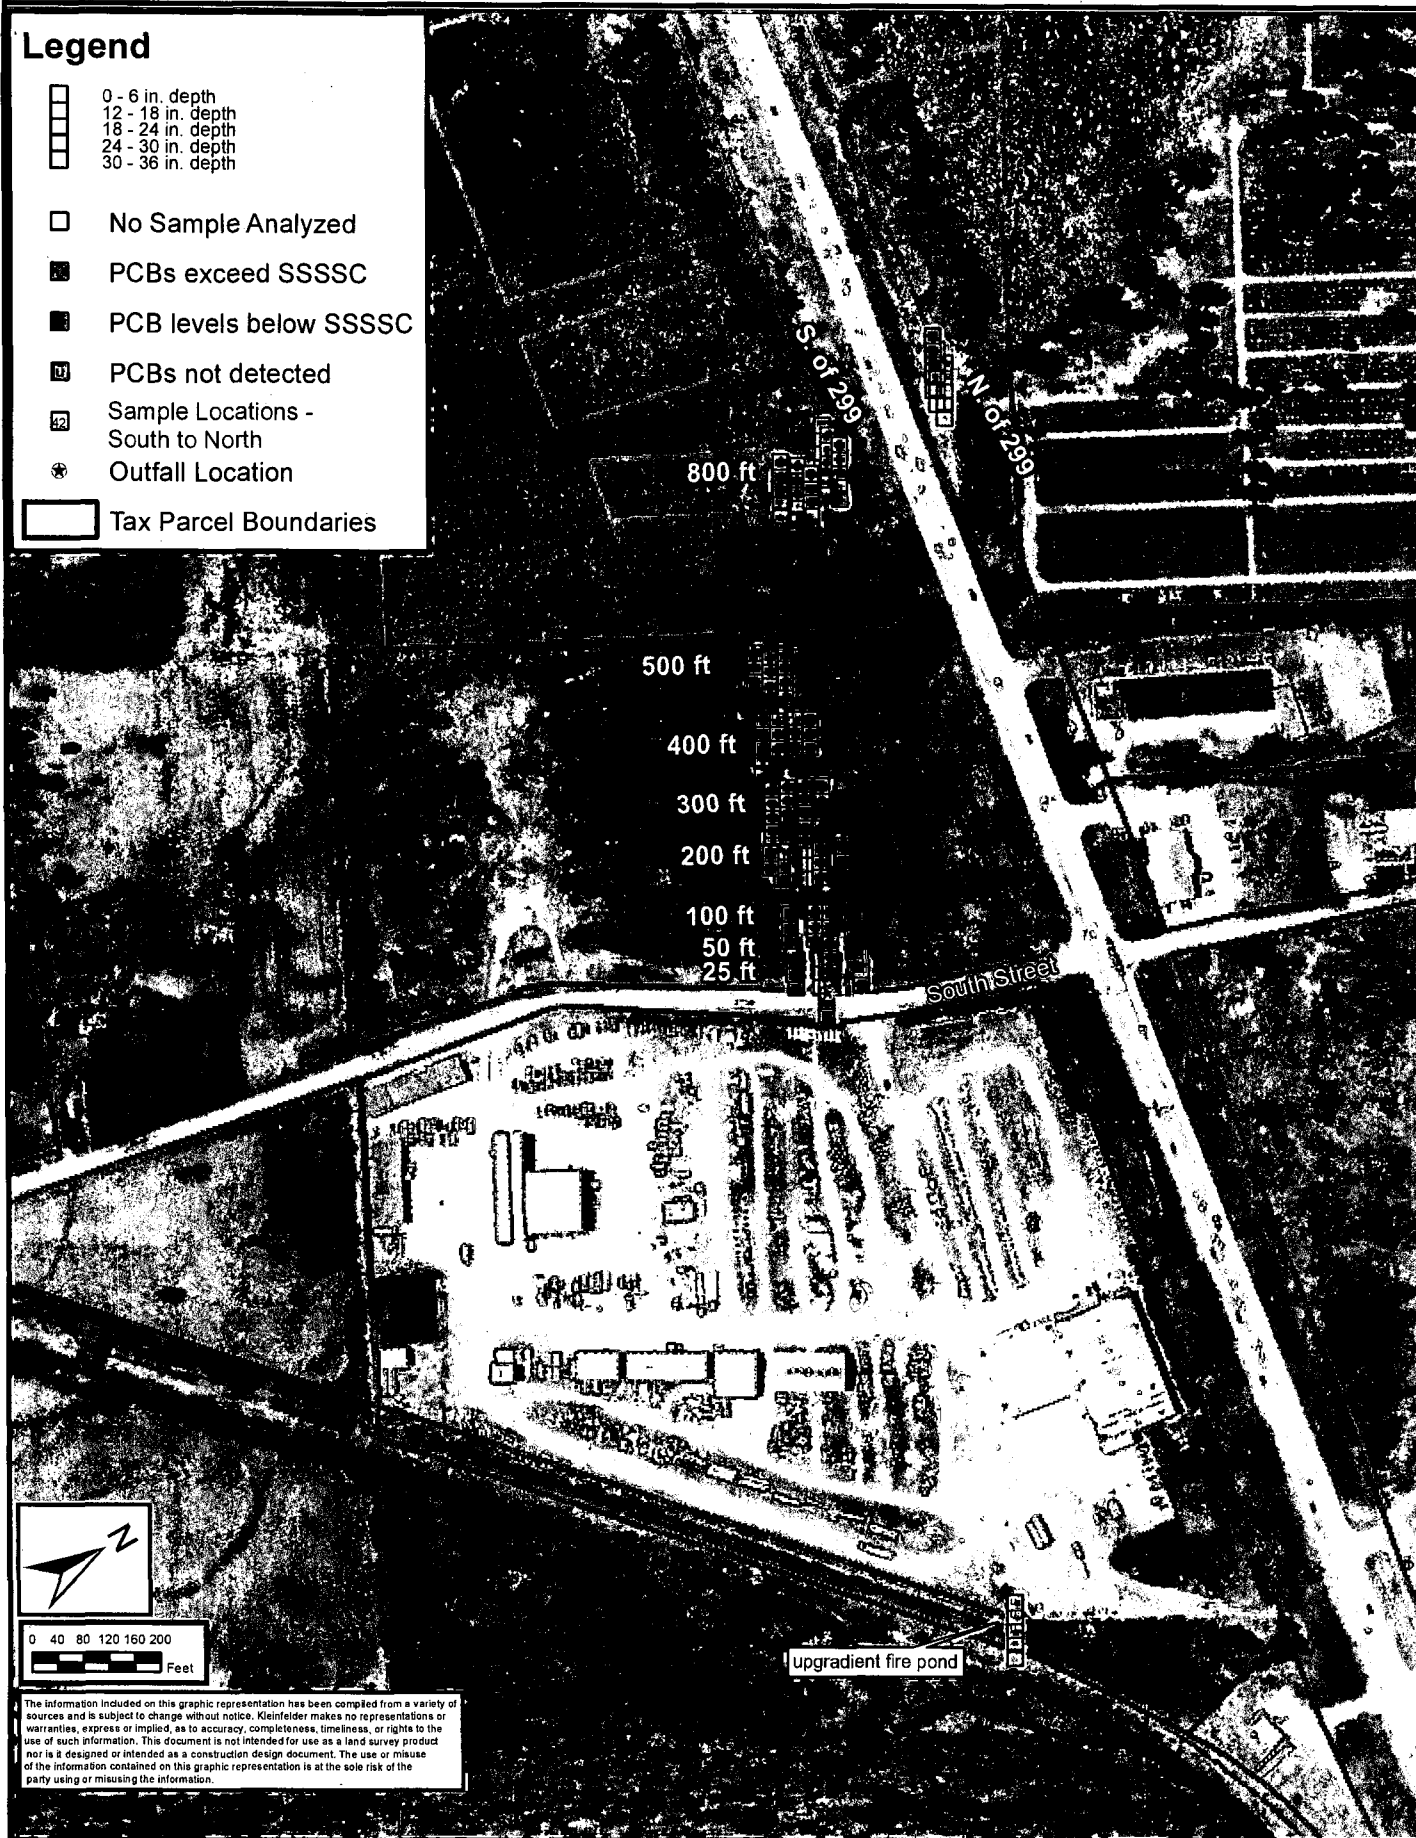 Legend
0 - 6 in. depth
12 - 18 in. depth
18 - 24 in. depth
24 - 30 in. depth
30 - 36 in. depth
No Sample Analyzed
PCBs exceed SSSSC
PCB levels below SSSSC
U PCBs not detected
42 Sample Locations -
South to North
Outfall Location
Tax Parcel Boundaries
S. of 299
N. of 299
800 ft
500 ft
400 ft
300 ft
200 ft
100 ft
50 ft
25 ft
South Street
N
0 40 80 120 160 200
Feet
upgradient fire pond
The information included on this graphic representation has been compiled from a variety of
sources and is subject to change without notice. Kleinfelder makes no representations or
warranties, express or implied, as to accuracy, completeness, timeliness, or rights to the
use of such information. This document is not intended for use as a land survey product
nor is it designed or intended as a construction design document. The use or misuse
of the information contained on this graphic representation is at the sole risk of the
party using or misusing the information.